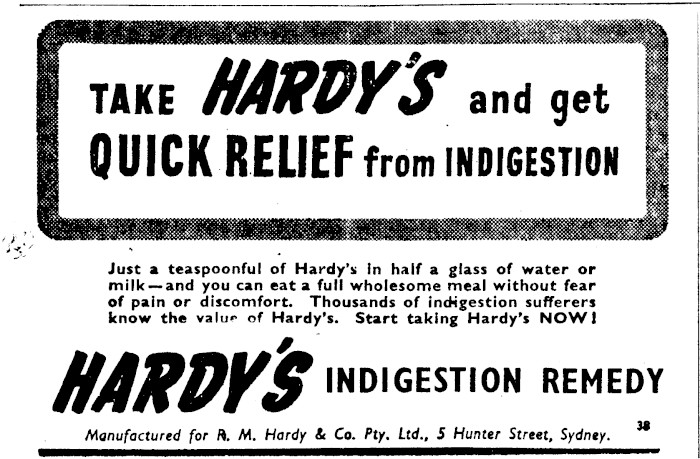 TAKE HARDY'S and get
QUICK RELIEF from INDIGESTION
Just a teaspoonful of Hardy's in half a glass of water or
milk—and you can eat a full wholesome meal without fear
of pain or discomfort. Thousands of indigestion sufferers
know the value of Hardy's. Start taking Hardy's NOW!
HARDY'S INDIGESTION REMEDY
Manufactured for R. M. Hardy & Co. Pty. Ltd., 5 Hunter Street, Sydney.
38